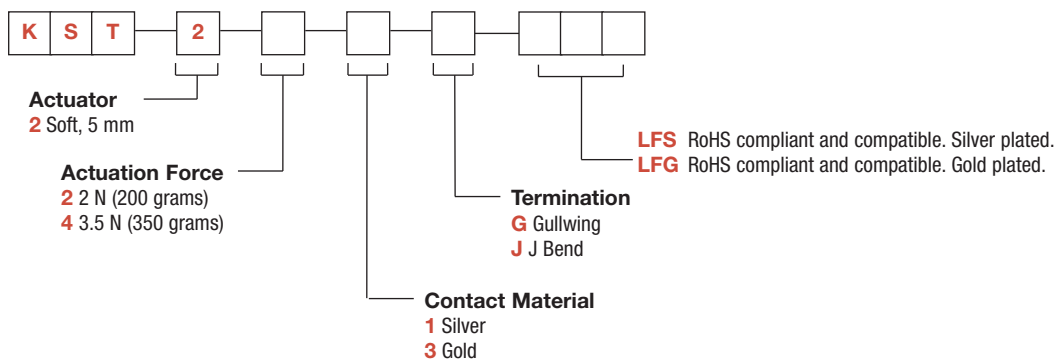 K S T 2
Actuator
2 Soft, 5 mm
Actuation Force
2 2 N (200 grams)
4 3.5 N (350 grams)
Contact Material
1 Silver
3 Gold
Termination
G Gullwing
J J Bend
LFS RoHS compliant and compatible. Silver plated.
LFG RoHS compliant and compatible. Gold plated.